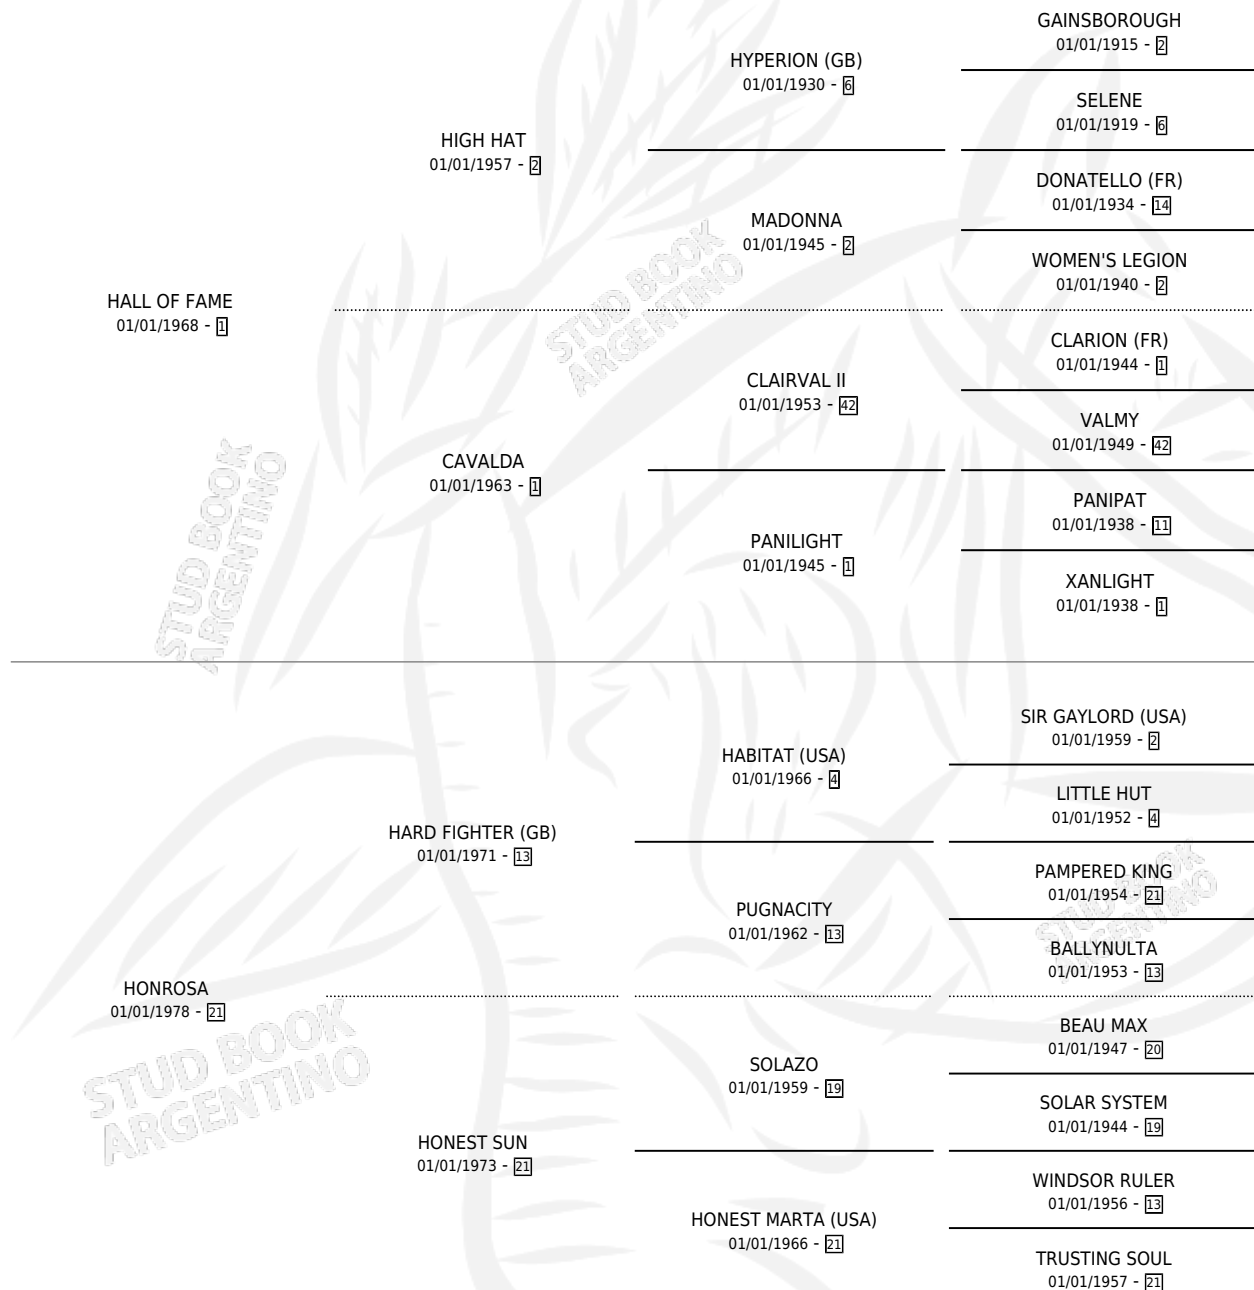 GAINSBOROUGH
01/01/1915 - 2
HYPERION (GB)
01/01/1930 - 6
SELENE
01/01/1919 - 6
HIGH HAT
01/01/1957 - 2
DONATELLO (FR)
01/01/1934 - 14
MADONNA
01/01/1945 - 2
WOMEN'S LEGION
01/01/1940 - 2
HALL OF FAME
01/01/1968 - 1
CLARION (FR)
01/01/1944 - 1
CLAIRVAL II
01/01/1953 - 42
VALMY
01/01/1949 - 42
CAVALDA
01/01/1963 - 1
PANIPAT
01/01/1938 - 11
PANILIGHT
01/01/1945 - 1
XANLIGHT
01/01/1938 - 1
SIR GAYLORD (USA)
01/01/1959 - 2
HABITAT (USA)
01/01/1966 - 4
LITTLE HUT
01/01/1952 - 4
HARD FIGHTER (GB)
01/01/1971 - 13
PAMPERED KING
01/01/1954 - 21
PUGNACITY
01/01/1962 - 13
BALLYNULTA
01/01/1953 - 13
HONROSA
01/01/1978 - 21
BEAU MAX
01/01/1947 - 20
SOLAZO
01/01/1959 - 19
SOLAR SYSTEM
01/01/1944 - 19
HONEST SUN
01/01/1973 - 21
WINDSOR RULER
01/01/1956 - 13
HONEST MARTA (USA)
01/01/1966 - 21
TRUSTING SOUL
01/01/1957 - 21
STUD BOOK
ARGENTINO
STUD BOOK
ARGENTINO
STUD BOOK
ARGENTINO
STUD BOOK
ARGENTINO